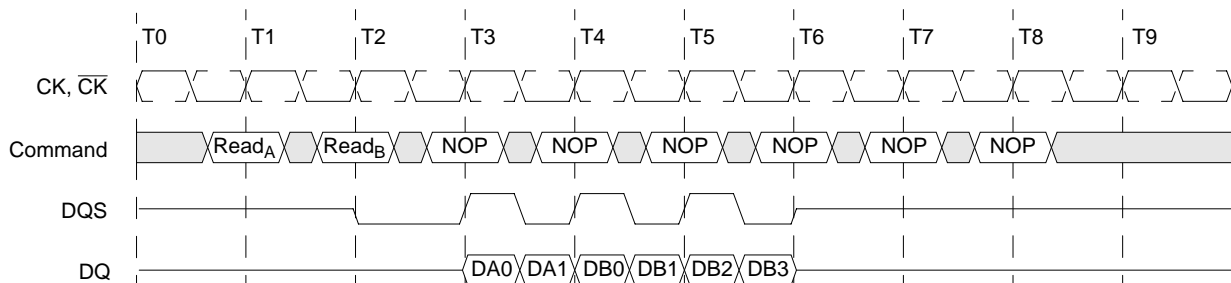 T0 T1 T2 T3 T4 T5 T6 T7 T8 T9
CK, C̅K̅
Command ReadA ReadB NOP NOP NOP NOP NOP NOP
DQS
DQ DA0 DA1 DB0 DB1 DB2 DB3